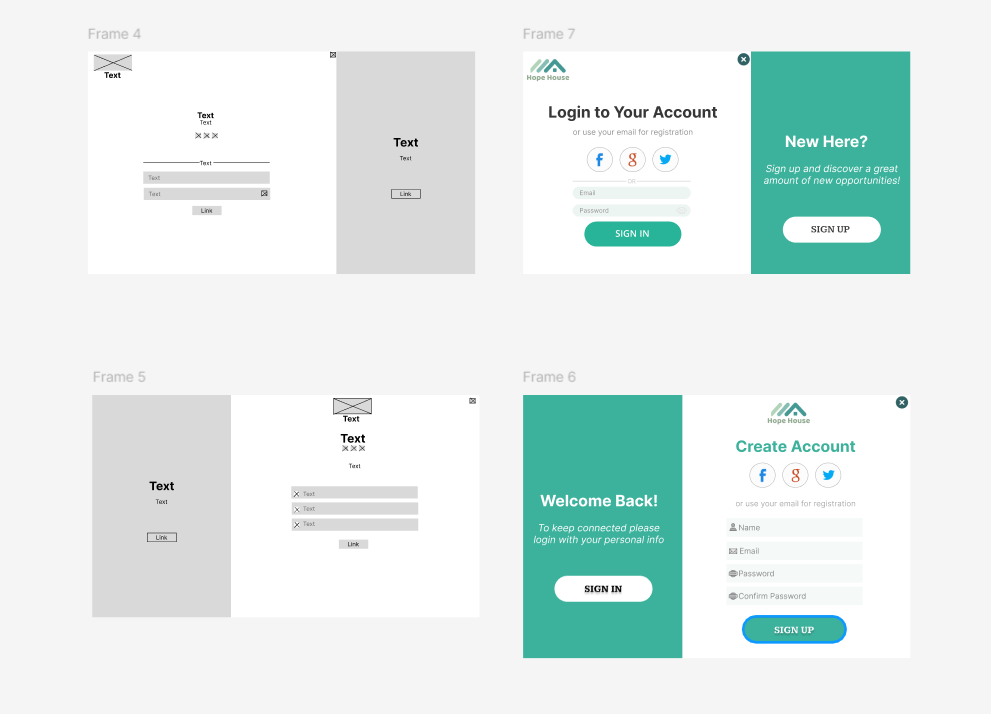 Frame 4
Text
Text
Text
Text
Text
Text
Link
Text
Text
Link
Frame 7
Hope House
Login to Your Account
or use your email for registration
f
g
OR
Email
Password
SIGN IN
New Here?
Sign up and discover a great
amount of new opportunities!
SIGN UP
Frame 5
Text
Text
Link
Text
Text
Text
Text
Text
Text
Link
Frame 6
Welcome Back!
To keep connected please
login with your personal info
SIGN IN
Hope House
Create Account
f
g
or use your email for registration
Name
Email
Password
Confirm Password
SIGN UP